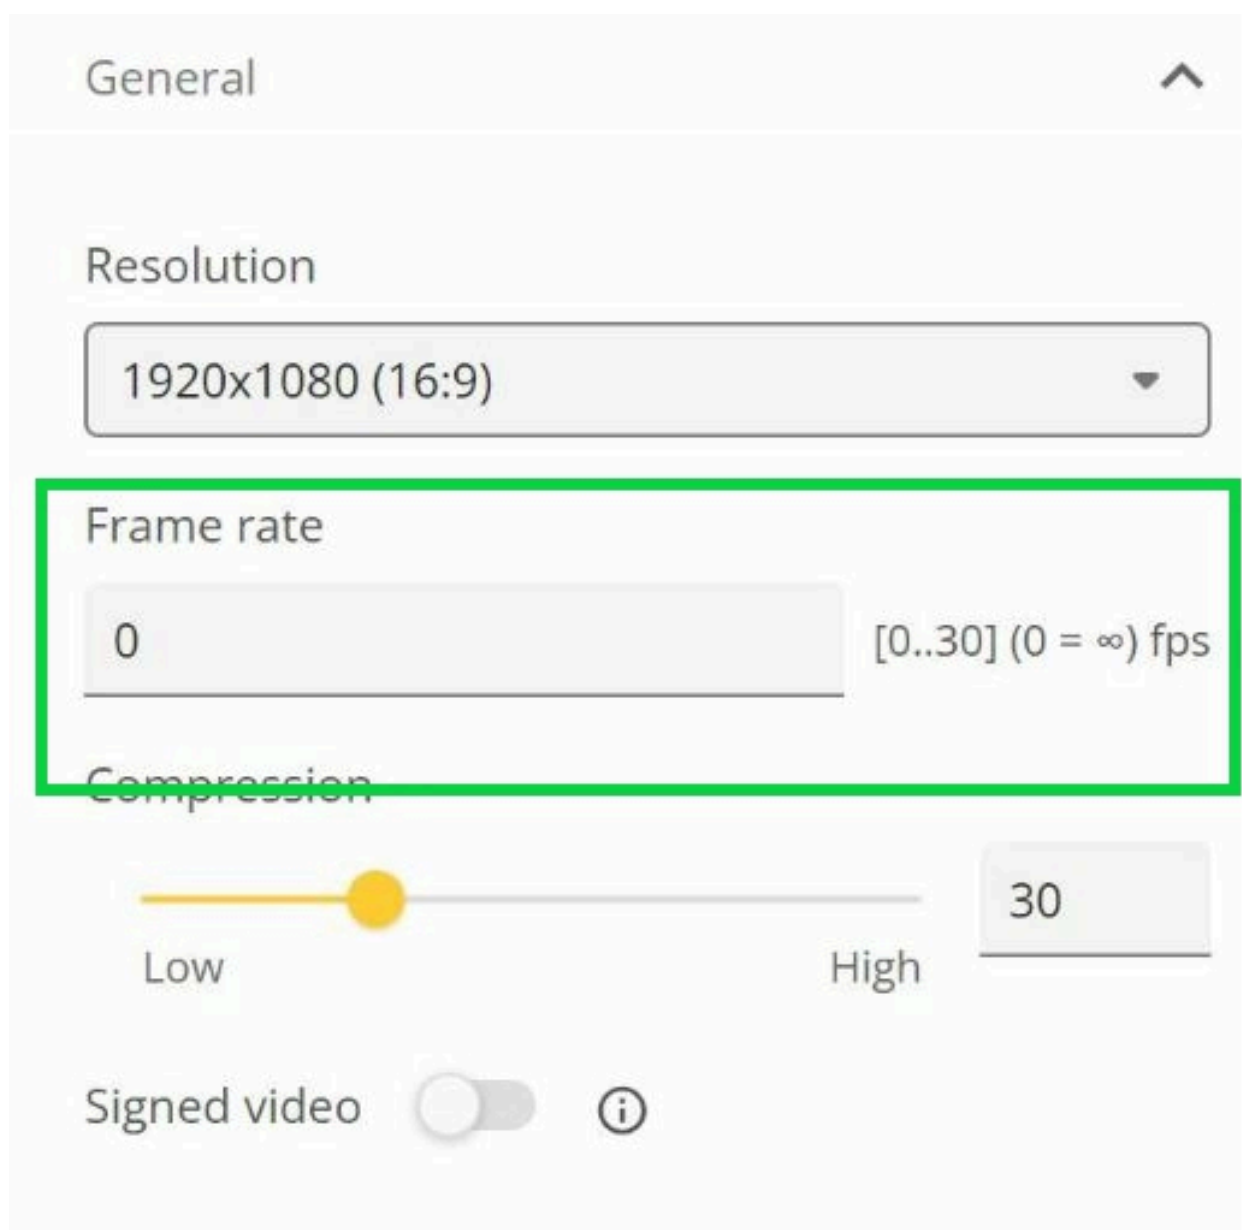 General
Resolution
1920x1080 (16:9)
Frame rate
0
[0..30] (0 = ∞) fps
Compression
30
Low
High
Signed video